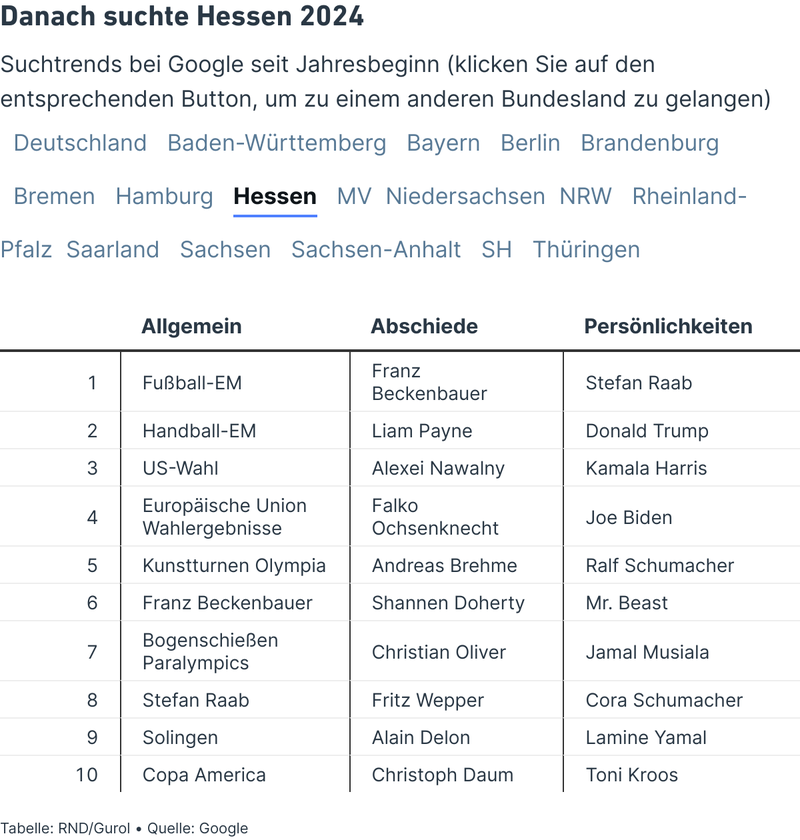 Danach suchte Hessen 2024
Suchtrends bei Google seit Jahresbeginn (klicken Sie auf den
entsprechenden Button, um zu einem anderen Bundesland zu gelangen)
Deutschland Baden-Württemberg Bayern Berlin Brandenburg
Bremen Hamburg Hessen MV Niedersachsen NRW Rheinland-
Pfalz Saarland Sachsen Sachsen-Anhalt SH Thüringen
Allgemein Abschiede Persönlichkeiten
1 Fußball-EM Franz Beckenbauer Stefan Raab
2 Handball-EM Liam Payne Donald Trump
3 US-Wahl Alexei Nawalny Kamala Harris
4 Europäische Union Wahlergebnisse Falko Ochsenknecht Joe Biden
5 Kunstturnen Olympia Andreas Brehme Ralf Schumacher
6 Franz Beckenbauer Shannen Doherty Mr. Beast
7 Bogenschießen Paralympics Christian Oliver Jamal Musiala
8 Stefan Raab Fritz Wepper Cora Schumacher
9 Solingen Alain Delon Lamine Yamal
10 Copa America Christoph Daum Toni Kroos
Tabelle: RND/Gurol • Quelle: Google